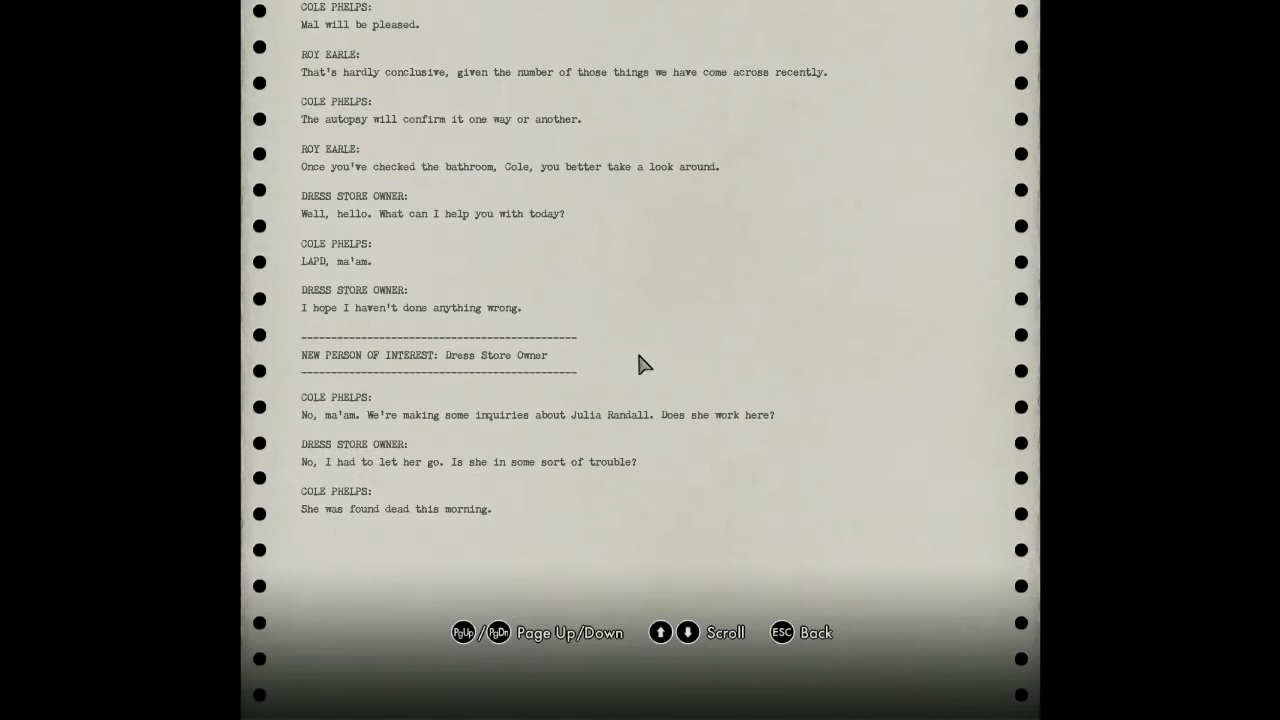 COLE PHELPS:
Mal will be pleased.
ROY EARLE:
That's hardly conclusive, given the number of those things we have come across recently.
COLE PHELPS:
The autopsy will confirm it one way or another.
ROY EARLE:
Once you've checked the bathroom, Cole, you better take a look around.
DRESS STORE OWNER:
Well, hello. What can I help you with today?
COLE PHELPS:
LAPD, ma'am.
DRESS STORE OWNER:
I hope I haven't done anything wrong.
----------------------------------------------
NEW PERSON OF INTEREST: Dress Store Owner
----------------------------------------------
COLE PHELPS:
No, ma'am. We're making some inquiries about Julia Randall. Does she work here?
DRESS STORE OWNER:
No, I had to let her go. Is she in some sort of trouble?
COLE PHELPS:
She was found dead this morning.
PgUp / PgDn Page Up/Down ⬆ ⬇ Scroll ESC Back